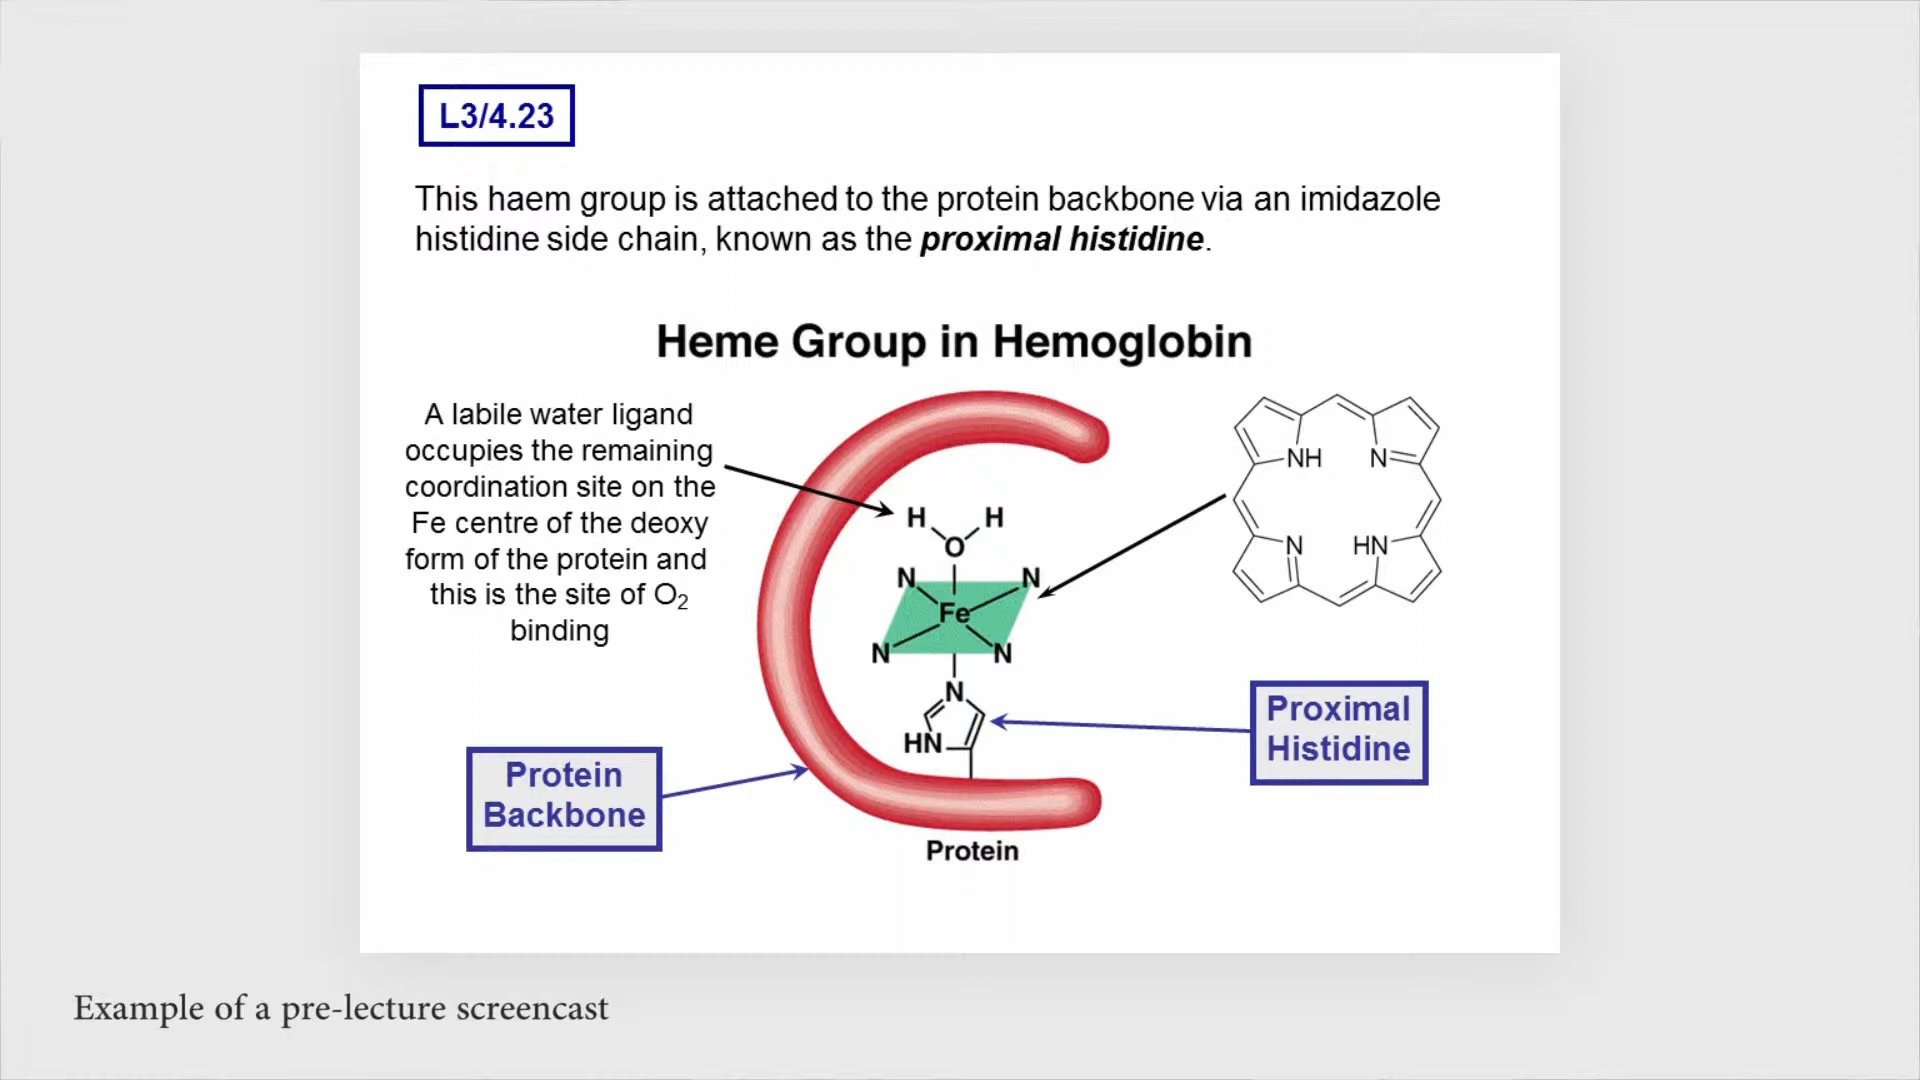 L3/4.23
This haem group is attached to the protein backbone via an imidazole
histidine side chain, known as the proximal histidine.
Heme Group in Hemoglobin
A labile water ligand
occupies the remaining
coordination site on the
Fe centre of the deoxy
form of the protein and
this is the site of O2
binding
H H
O
N N
Fe
N N
N
HN
NH N
N HN
Proximal
Histidine
Protein
Backbone
Protein
Example of a pre-lecture screencast